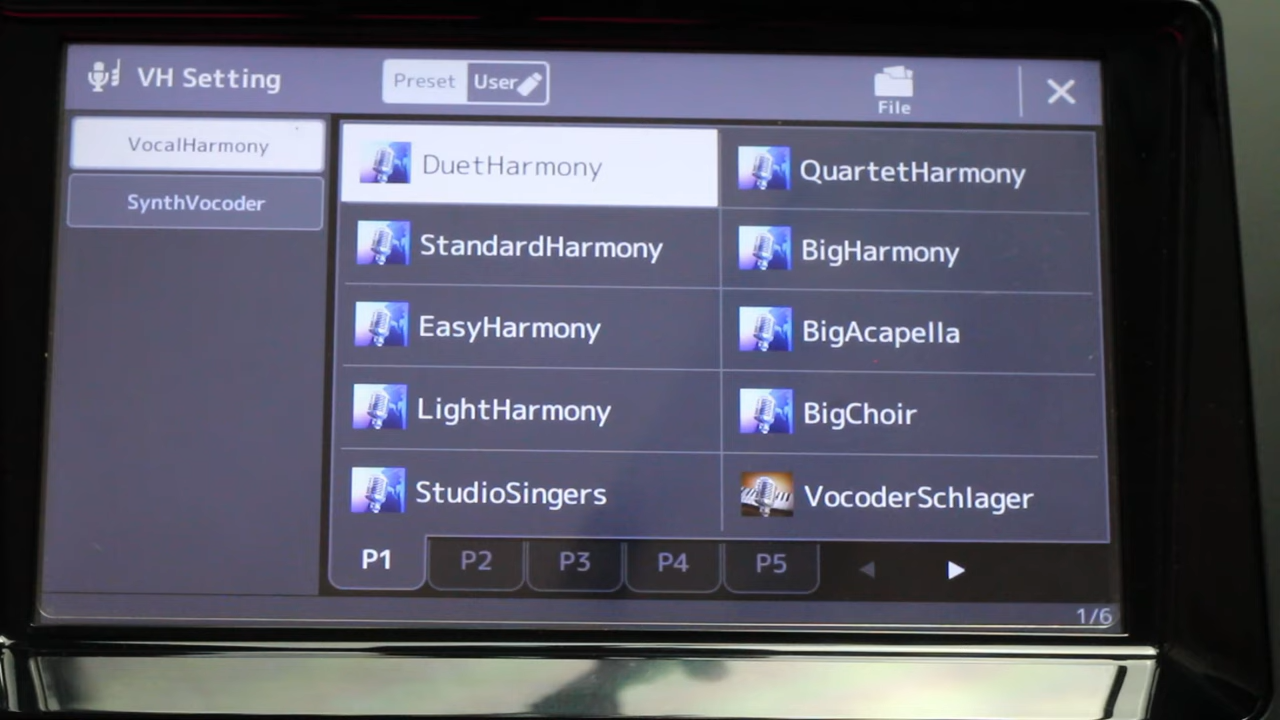 VH Setting
Preset
User
File
VocalHarmony
SynthVocoder
DuetHarmony
QuartetHarmony
StandardHarmony
BigHarmony
EasyHarmony
BigAcapella
LightHarmony
BigChoir
StudioSingers
VocoderSchlager
P1
P2
P3
P4
P5
1/6